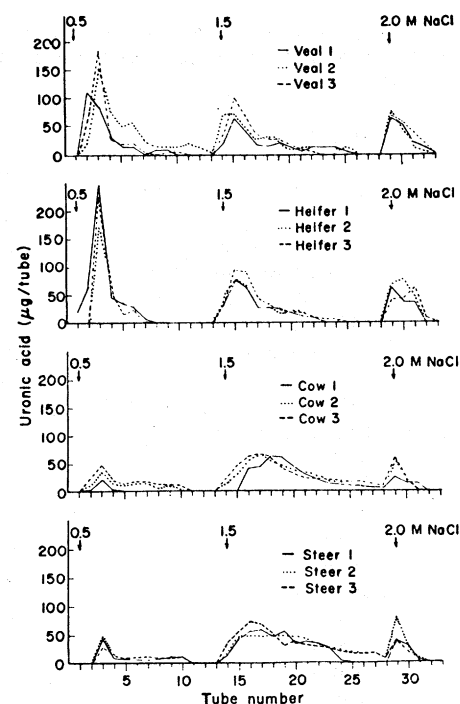 0.5 1.5 2.0 M NaCl
200
150
100
50
0
Veal 1
Veal 2
Veal 3
0.5 1.5 2.0 M NaCl
200
150
100
50
0
Heifer 1
Heifer 2
Heifer 3
Uronic acid (μg/tube)
0.5 1.5 2.0 M NaCl
200
150
100
50
0
Cow 1
Cow 2
Cow 3
0.5 1.5 2.0 M NaCl
200
150
100
50
0
Steer 1
Steer 2
Steer 3
5 10 15 20 25 30
Tube number